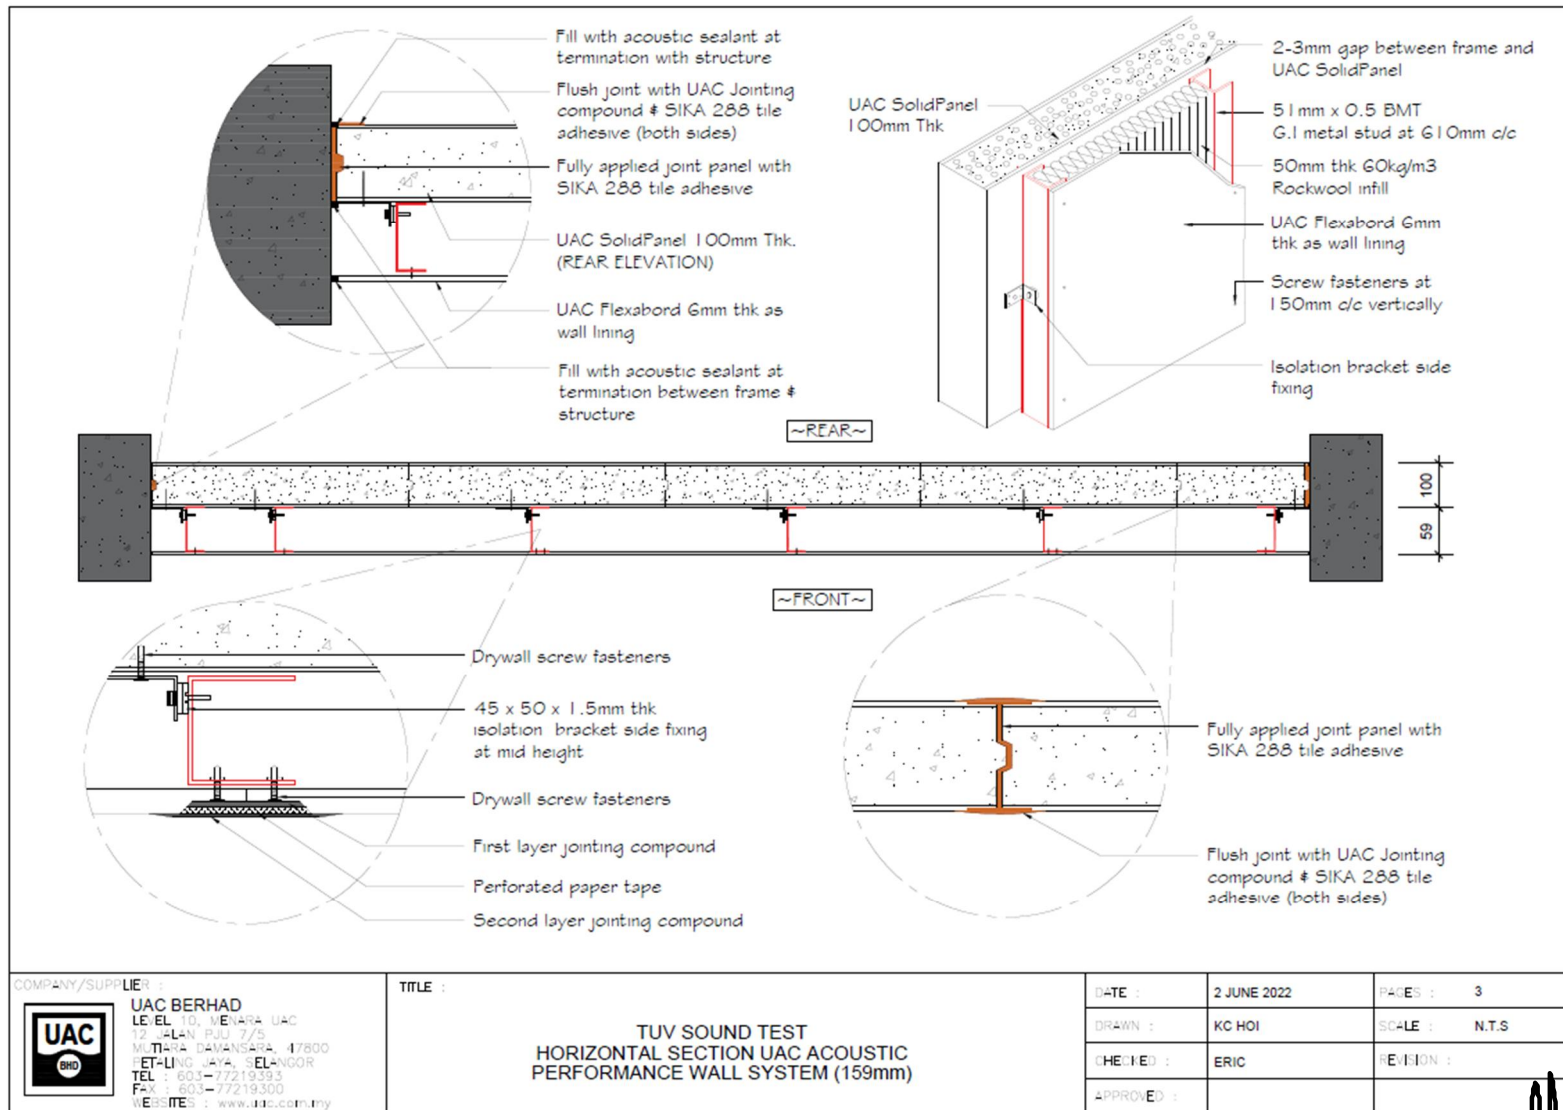 Fill with acoustic sealant at
termination with structure
Flush joint with UAC Jointing
compound & SIKA 288 tile
adhesive (both sides)
Fully applied joint panel with
SIKA 288 tile adhesive
UAC SolidPanel 100mm Thk.
(REAR ELEVATION)
UAC Flexabord 6mm thk as
wall lining
Fill with acoustic sealant at
termination between frame &
structure
UAC SolidPanel
100mm Thk
2-3mm gap between frame and
UAC SolidPanel
51mm x 0.5 BMT
G.I metal stud at 610mm c/c
50mm thk 60kg/m3
Rockwool infill
UAC Flexabord 6mm
thk as wall lining
Screw fasteners at
150mm c/c vertically
Isolation bracket side
fixing
~REAR~
100
59
~FRONT~
Drywall screw fasteners
45 x 50 x 1.5mm thk
isolation bracket side fixing
at mid height
Drywall screw fasteners
First layer jointing compound
Perforated paper tape
Second layer jointing compound
Fully applied joint panel with
SIKA 288 tile adhesive
Flush joint with UAC Jointing
compound & SIKA 288 tile
adhesive (both sides)
COMPANY/SUPPLIER :
UAC
BHD
UAC BERHAD
LEVEL 10, MENARA UAC
12 JALAN PJU 7/5
MUTIARA DAMANSARA, 47800
PETALING JAYA, SELANGOR
TEL : 603-77219393
FAX : 603-77219300
WEBSITES : www.uac.com.my
TITLE :
TUV SOUND TEST
HORIZONTAL SECTION UAC ACOUSTIC
PERFORMANCE WALL SYSTEM (159mm)
DATE : 2 JUNE 2022
PAGES : 3
DRAWN : KC HOI
SCALE : N.T.S
CHECKED : ERIC
REVISION :
APPROVED :